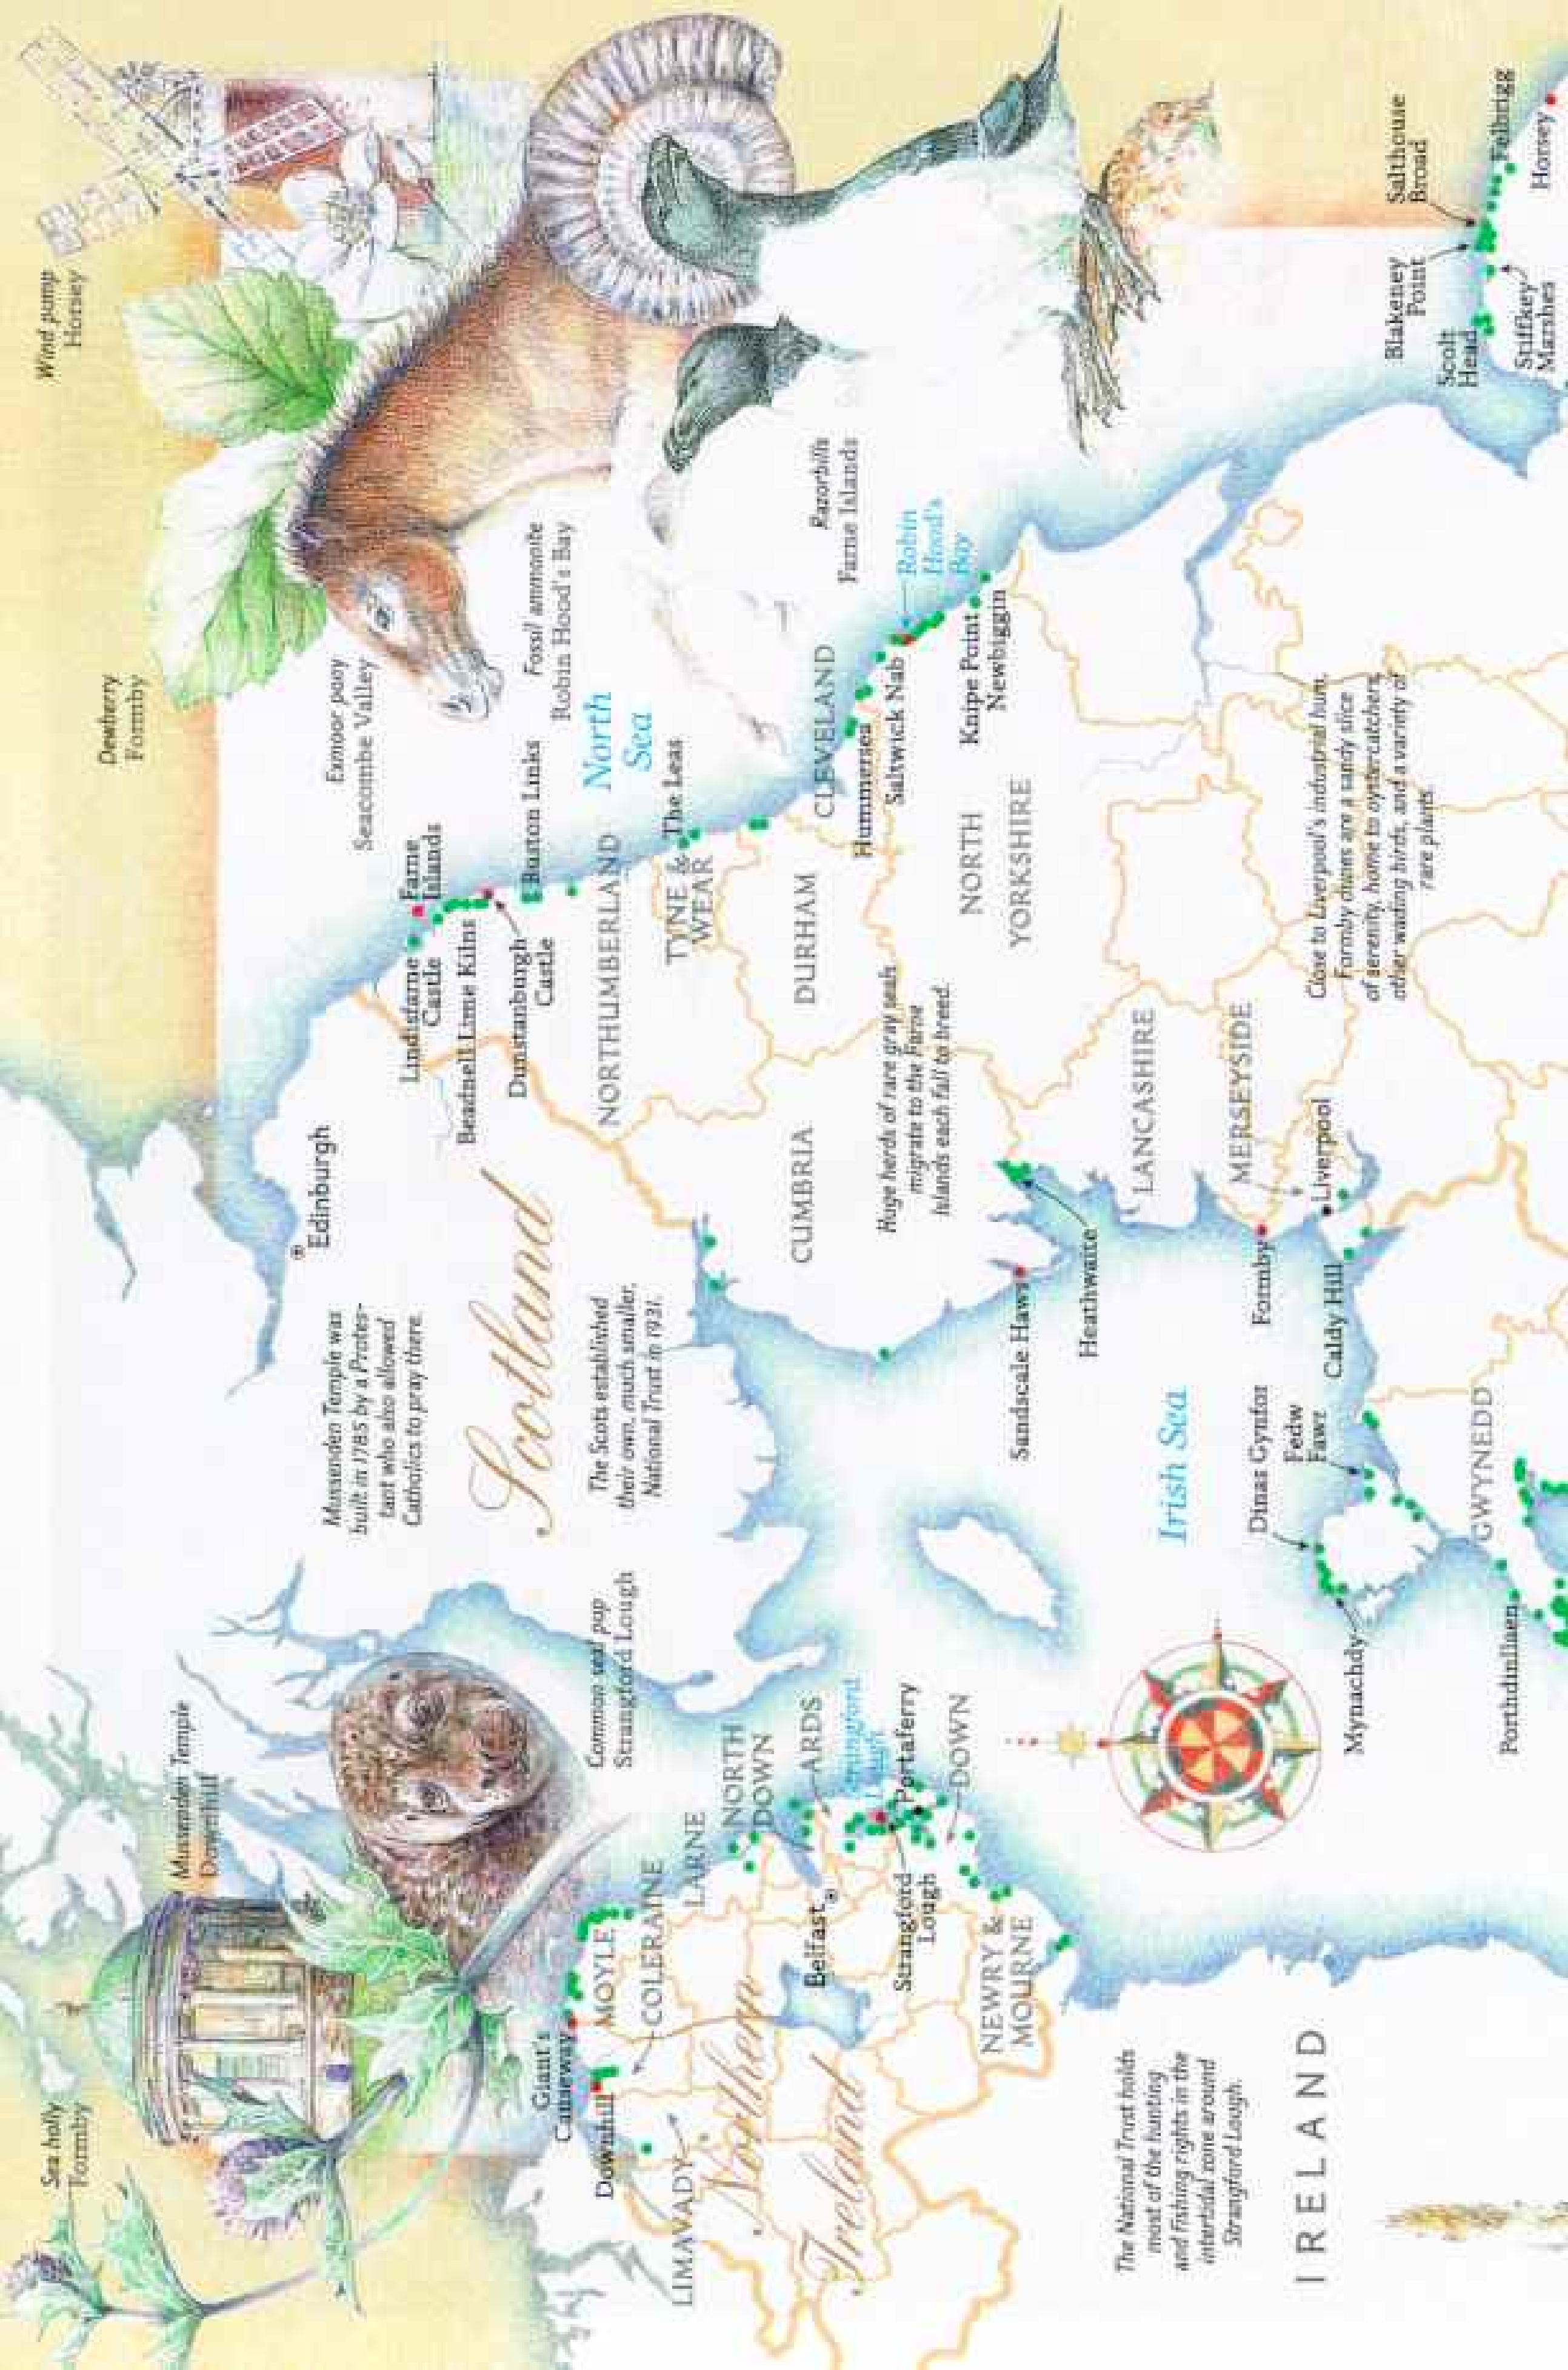 Sea holly
Formby
Mussenden Temple
Downhill
Dewberry
Formby
Wind pump
Horsey
Mussenden Temple was
built in 1785 by a Protes-
tant who also allowed
Catholics to pray there.
Edinburgh
Exmoor pony
Seacombe Valley
Lindisfarne
Castle
Farne
Islands
Beadnell Lime Kilns
Dunstanburgh
Castle
Buston Links
Fossil ammonite
Robin Hood's Bay
Scotland
Common seal pup
Strangford Lough
The Scots established
their own, much smaller,
National Trust in 1931.
NORTHUMBERLAND
North
Sea
TYNE &
WEAR
The Leas
Giant's
Causeway
Downhill
MOYLE
COLERAINE
LARNE
LIMAVADY
NORTH
DOWN
ARDS
Northern
Ireland
Belfast
Strangford
Lough
Portaferry
Strangford
Lough
DOWN
NEWRY &
MOURNE
CUMBRIA
DURHAM
CLEVELAND
Razorbills
Farne Islands
Huge herds of rare gray seals
migrate to the Farne
Islands each fall to breed.
Hummersea
Saltwick Nab
Robin
Hood's
Bay
Knipe Point
Newbiggin
NORTH
YORKSHIRE
Sandscale Haws
Heathwaite
LANCASHIRE
Irish Sea
The National Trust holds
most of the hunting
and fishing rights in the
intertidal zone around
Strangford Lough.
IRELAND
MERSEYSIDE
Formby
Liverpool
Caldy Hill
Close to Liverpool's industrial hum,
Formby dunes are a sandy slice
of serenity, home to oystercatchers,
other wading birds, and a variety of
rare plants.
Dinas Gynfor
Fedw
Fawr
Mynachdy
GWYNEDD
Porthdinllaen
Blakeney
Point
Salthouse
Broad
Scolt
Head
Stiffkey
Marshes
Felbrigg
Horsey